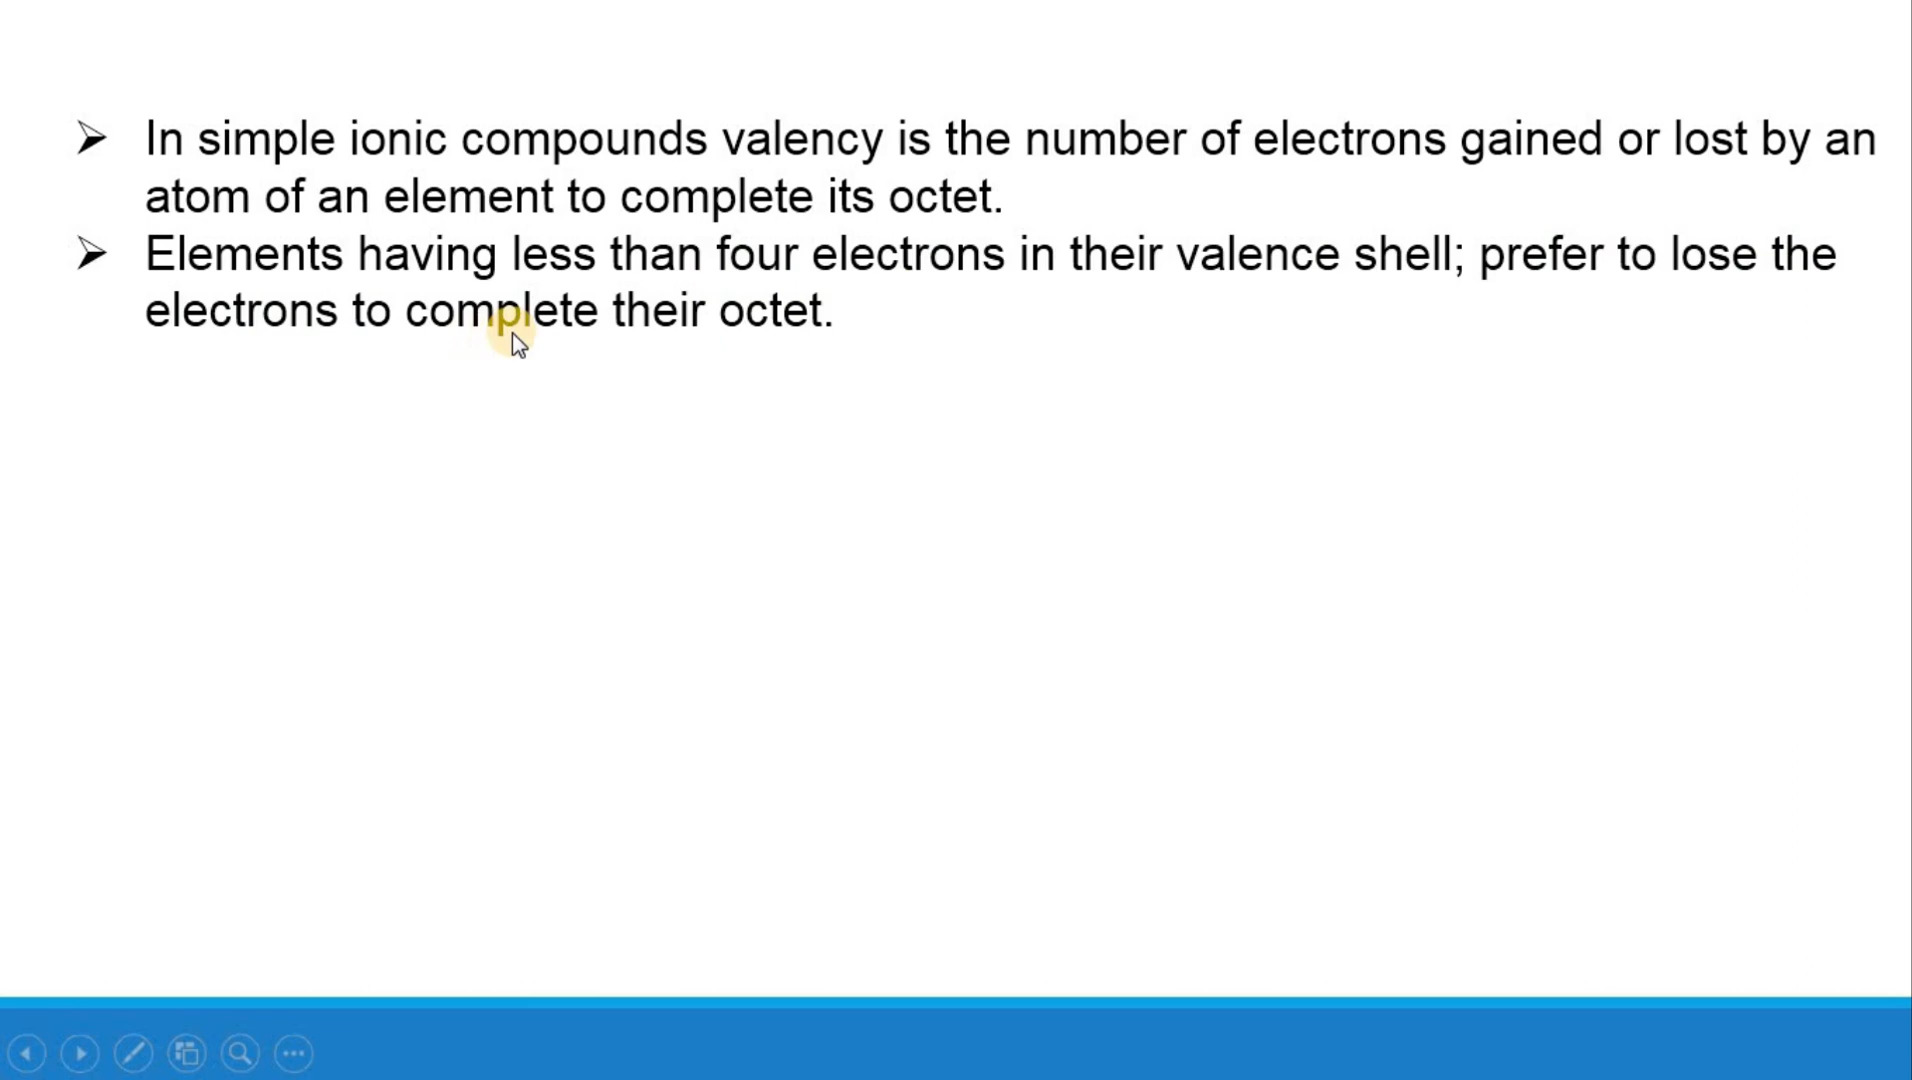 ➢ In simple ionic compounds valency is the number of electrons gained or lost by an
atom of an element to complete its octet.
➢ Elements having less than four electrons in their valence shell; prefer to lose the
electrons to complete their octet.